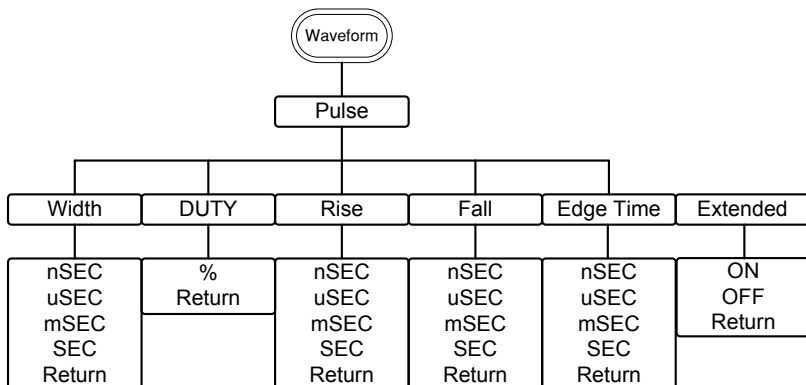 Waveform
Pulse
Width
DUTY
Rise
Fall
Edge Time
Extended
nSEC
uSEC
mSEC
SEC
Return
%
Return
nSEC
uSEC
mSEC
SEC
Return
nSEC
uSEC
mSEC
SEC
Return
nSEC
uSEC
mSEC
SEC
Return
ON
OFF
Return